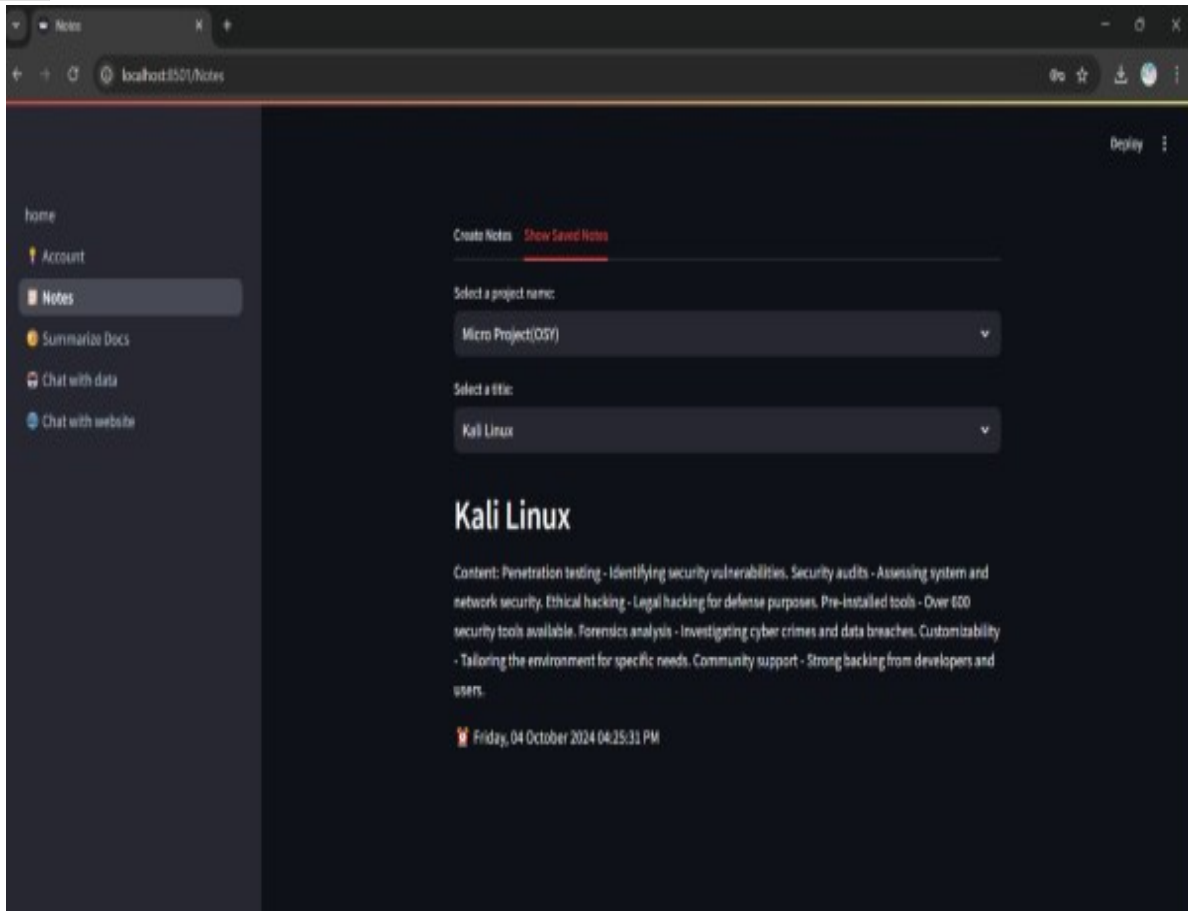 Notes
localhost:8501/Notes
Deploy
home
Account
Notes
Summarize Docs
Chat with data
Chat with website
Create Notes Show Saved Notes
Select a project name:
Micro Project(OSY)
Select a title:
Kali Linux
Kali Linux
Content: Penetration testing - Identifying security vulnerabilities. Security audits - Assessing system and
network security. Ethical hacking - Legal hacking for defense purposes. Pre-installed tools - Over 600
security tools available. Forensics analysis - Investigating cyber crimes and data breaches. Customizability
- Tailoring the environment for specific needs. Community support - Strong backing from developers and
users.
Friday, 04 October 2024 04:25:31 PM